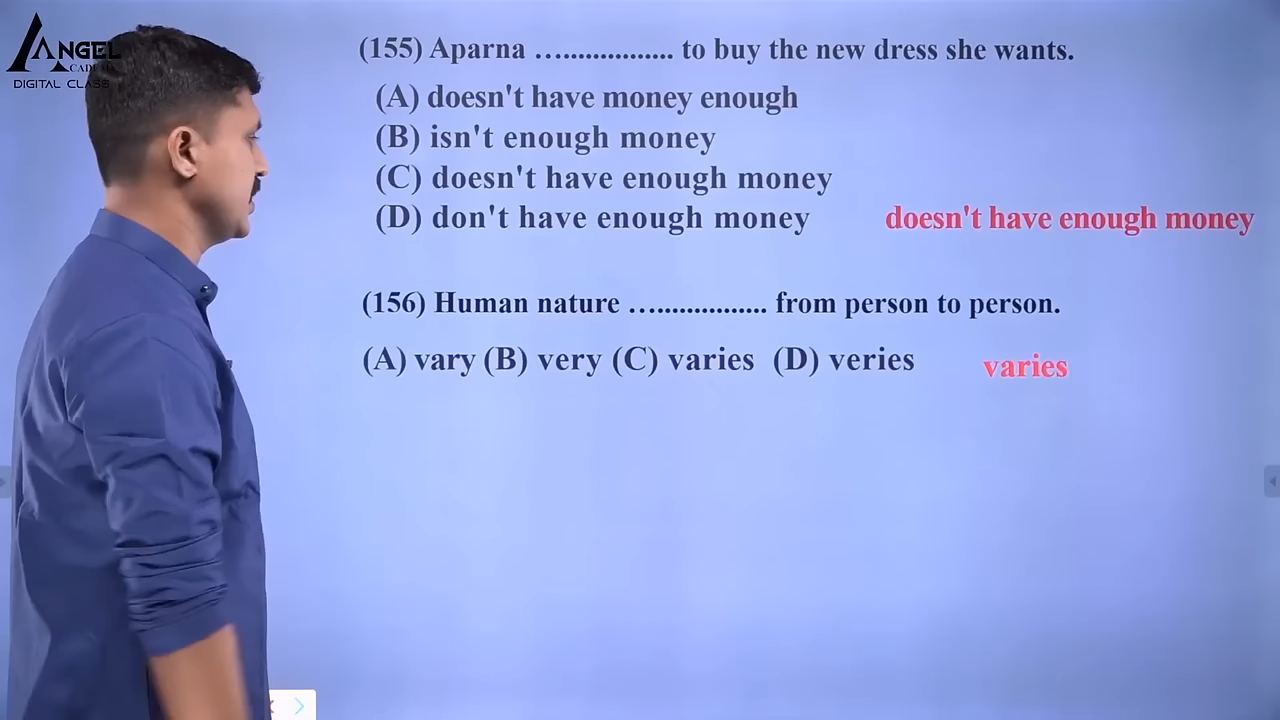 ANGEL
ACADEMY
DIGITAL CLASS
(155) Aparna …................ to buy the new dress she wants.
(A) doesn't have money enough
(B) isn't enough money
(C) doesn't have enough money
(D) don't have enough money doesn't have enough money
(156) Human nature …................ from person to person.
(A) vary (B) very (C) varies (D) veries varies